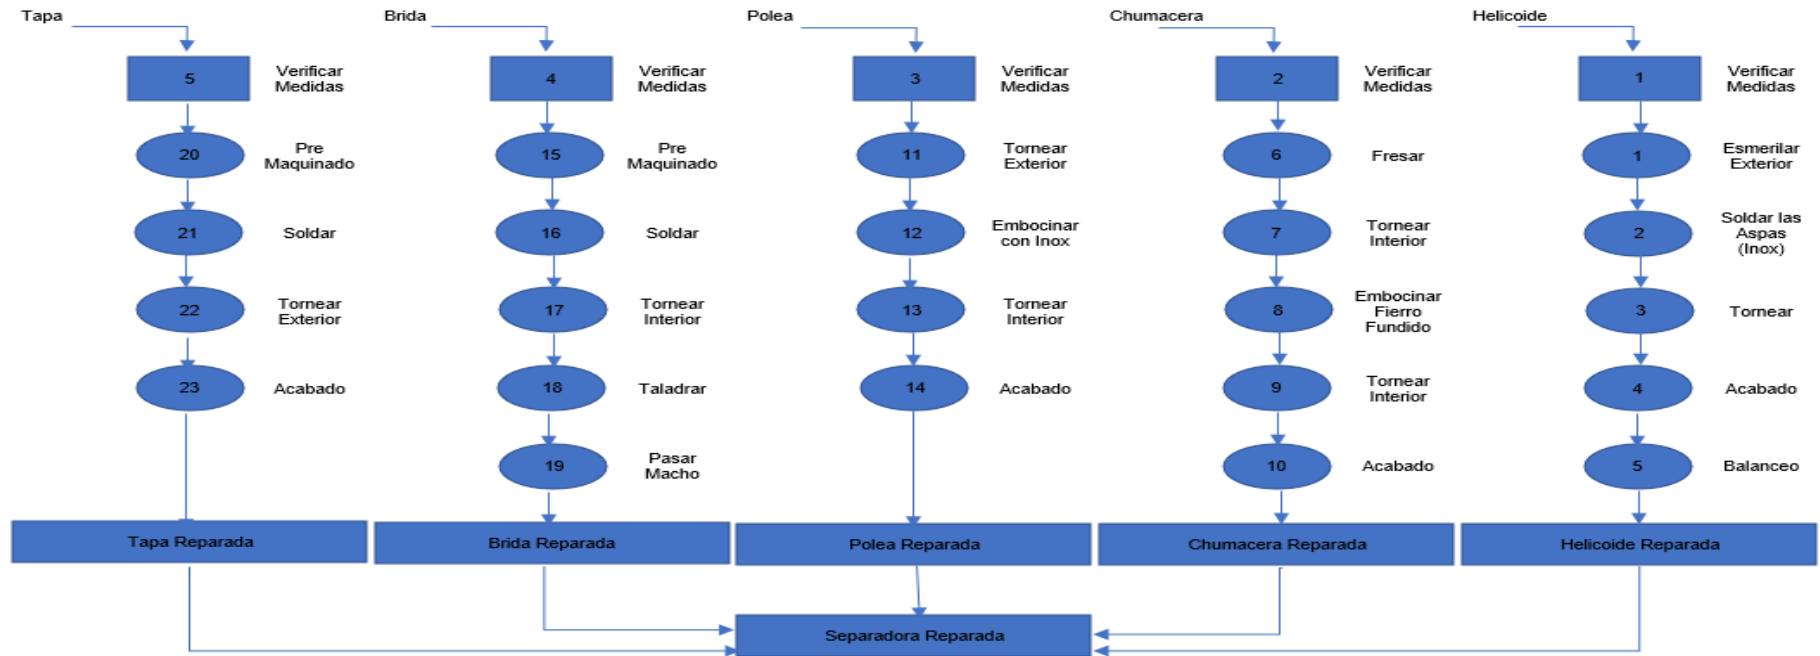 Tapa
Brida
Polea
Chumacera
Helicoide
5
Verificar
Medidas
4
Verificar
Medidas
3
Verificar
Medidas
2
Verificar
Medidas
1
Verificar
Medidas
20
Pre
Maquinado
15
Pre
Maquinado
11
Tornear
Exterior
6
Fresar
1
Esmerilar
Exterior
21
Soldar
16
Soldar
12
Embocinar
con Inox
7
Tornear
Interior
2
Soldar las
Aspas
(Inox)
22
Tornear
Exterior
17
Tornear
Interior
13
Tornear
Interior
8
Embocinar
Fierro
Fundido
3
Tornear
23
Acabado
18
Taladrar
14
Acabado
9
Tornear
Interior
4
Acabado
19
Pasar
Macho
10
Acabado
5
Balanceo
Tapa Reparada
Brida Reparada
Polea Reparada
Chumacera Reparada
Helicoide Reparada
Separadora Reparada